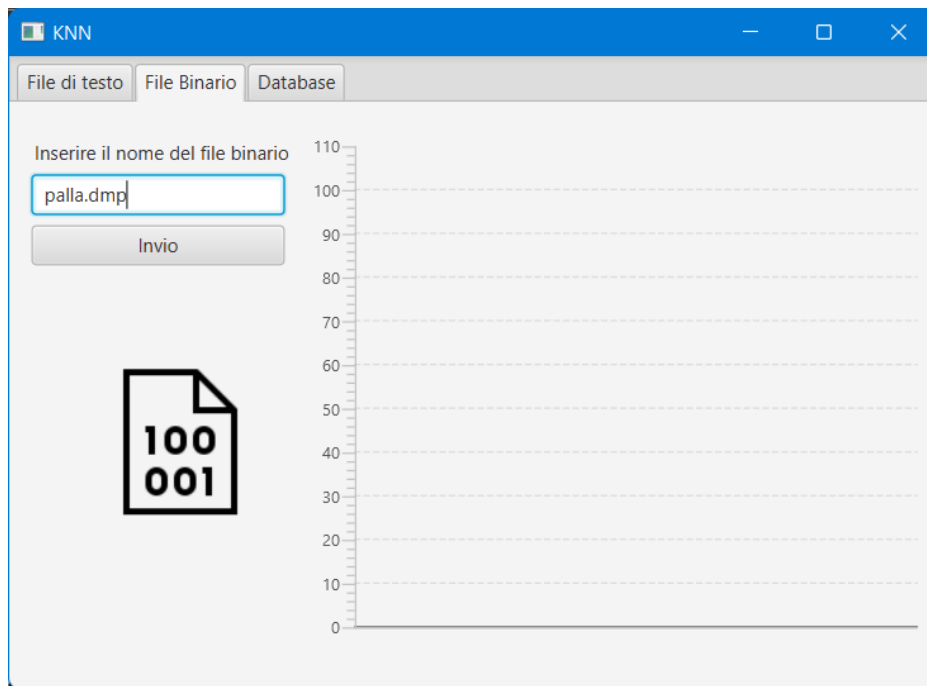 KNN
File di testo
File Binario
Database
Inserire il nome del file binario
palla.dmp
Invio
100
001
110
100
90
80
70
60
50
40
30
20
10
0